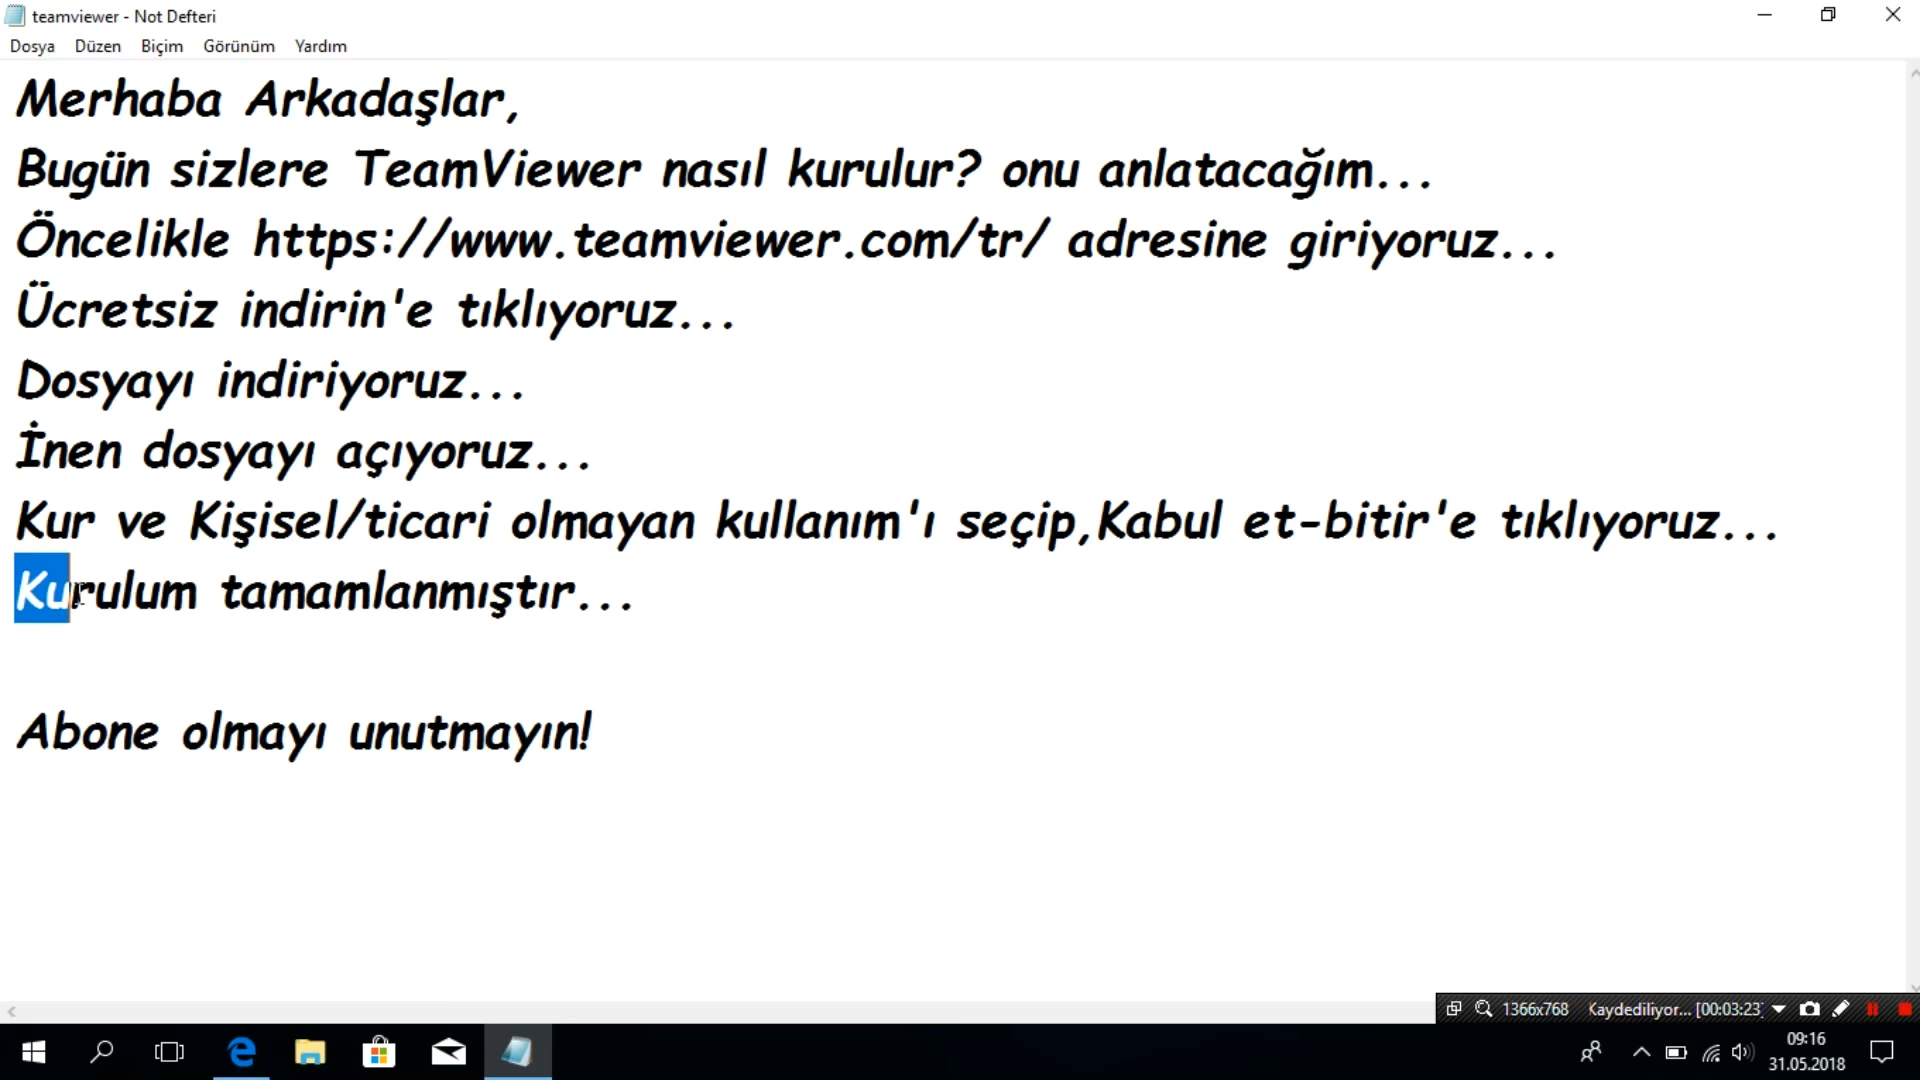 teamviewer - Not Defteri
Dosya Düzen Biçim Görünüm Yardım
Merhaba Arkadaşlar,
Bugün sizlere TeamViewer nasıl kurulur? onu anlatacağım...
Öncelikle https://www.teamviewer.com/tr/ adresine giriyoruz...
Ücretsiz indirin'e tıklıyoruz...
Dosyayı indiriyoruz...
İnen dosyayı açıyoruz...
Kur ve Kişisel/ticari olmayan kullanım'ı seçip,Kabul et-bitir'e tıklıyoruz...
Kurulum tamamlanmıştır...
Abone olmayı unutmayın!
1366x768 Kaydediliyor... [00:03:23]
09:16
31.05.2018